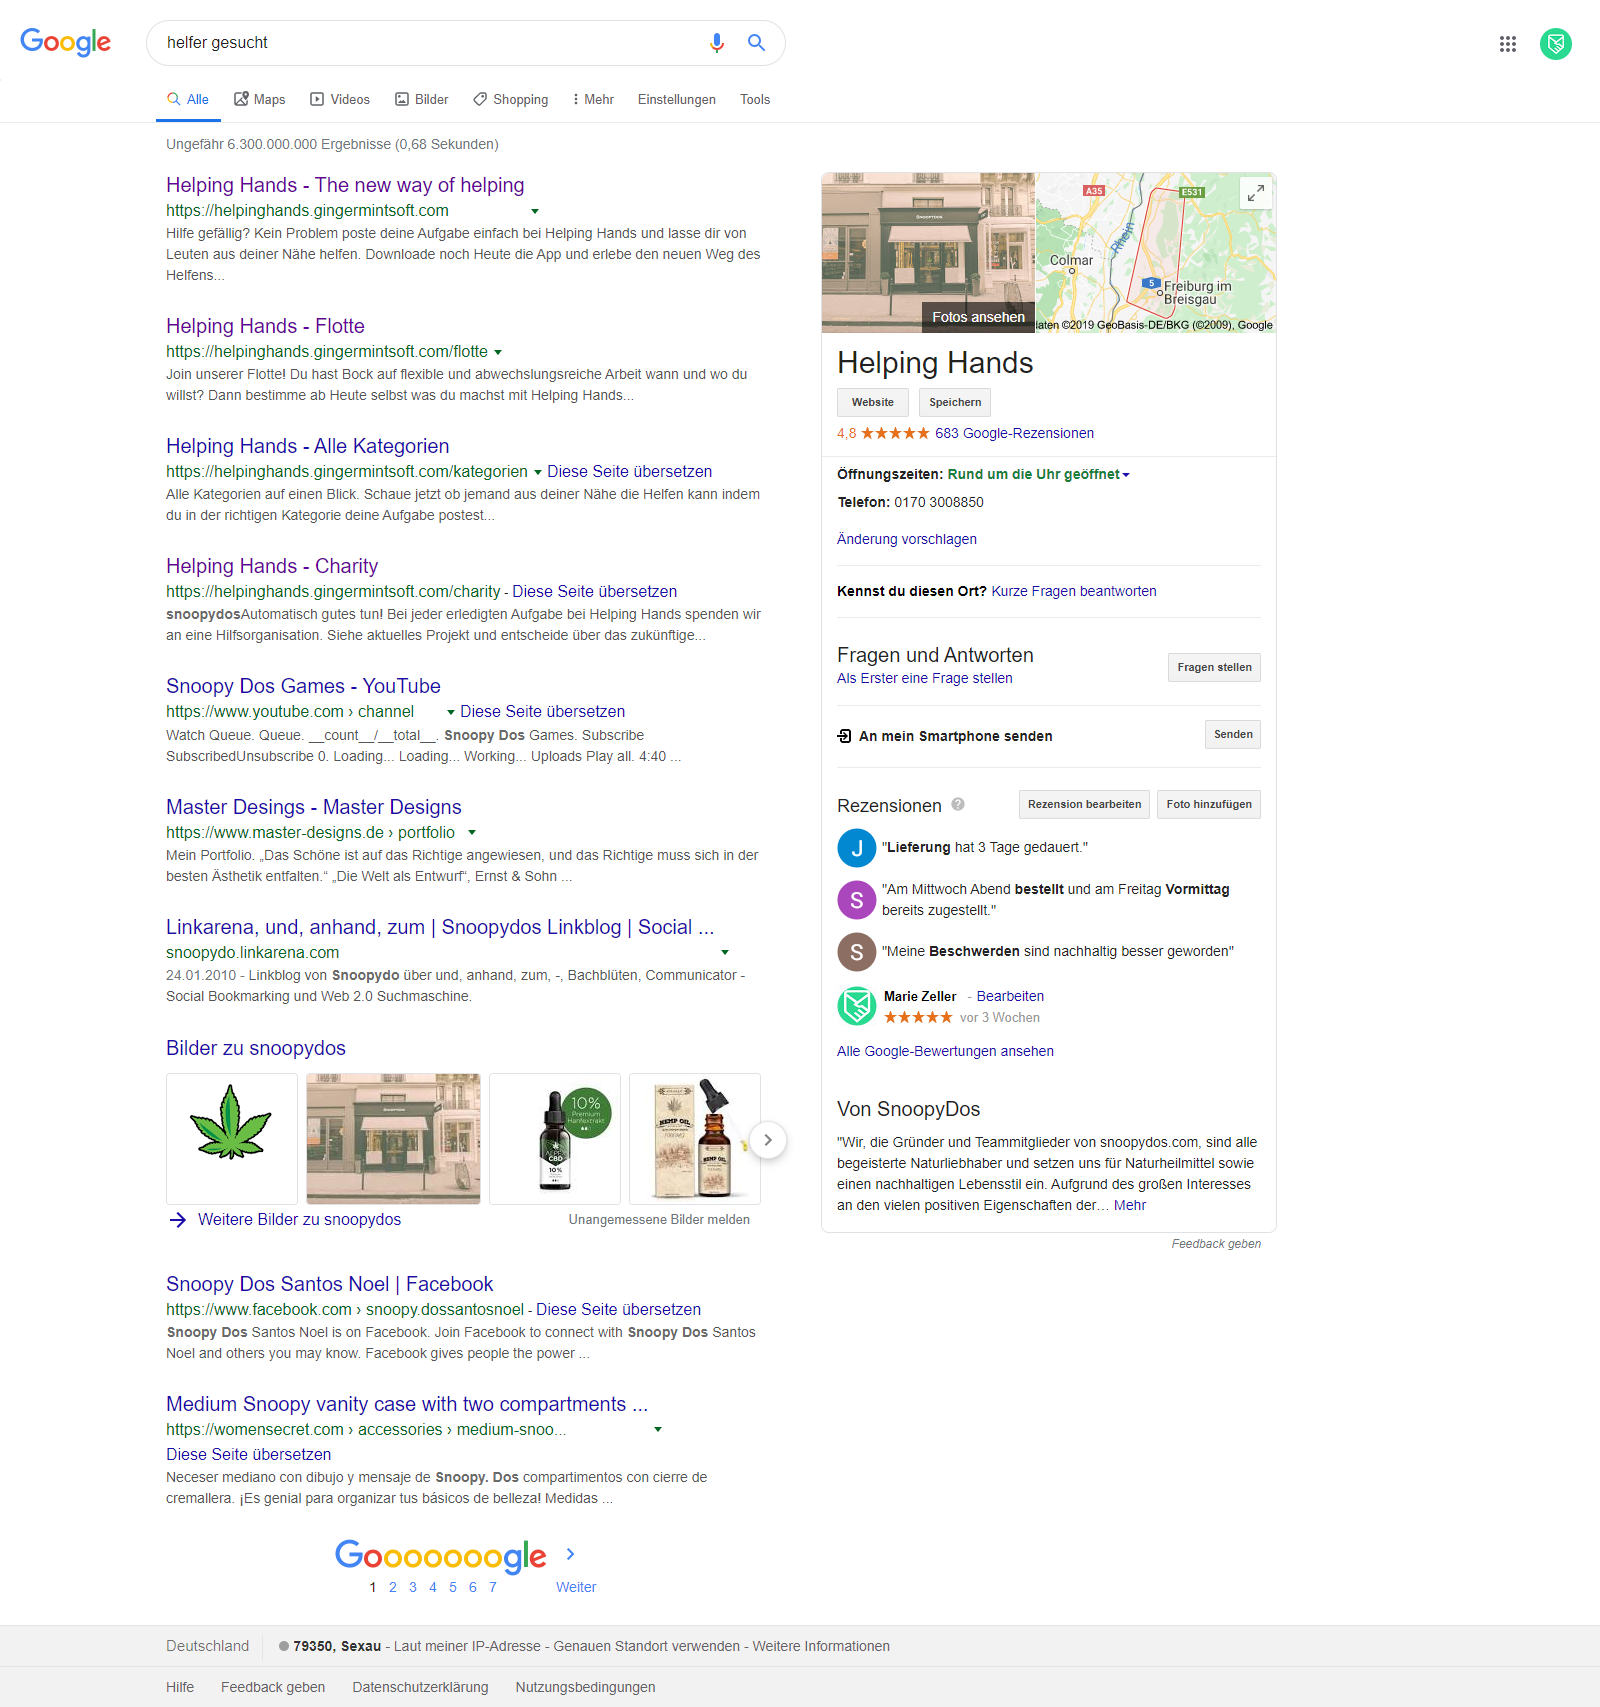 Google
helfer gesucht
Alle Maps Videos Bilder Shopping Mehr Einstellungen Tools
Ungefähr 6.300.000.000 Ergebnisse (0,68 Sekunden)
Helping Hands - The new way of helping
https://helpinghands.gingermintsoft.com
Hilfe gefällig? Kein Problem poste deine Aufgabe einfach bei Helping Hands und lasse dir von
Leuten aus deiner Nähe helfen. Downloade noch Heute die App und erlebe den neuen Weg des
Helfens...
Helping Hands - Flotte
https://helpinghands.gingermintsoft.com/flotte
Join unserer Flotte! Du hast Bock auf flexible und abwechslungsreiche Arbeit wann und wo du
willst? Dann bestimme ab Heute selbst was du machst mit Helping Hands...
Helping Hands - Alle Kategorien
https://helpinghands.gingermintsoft.com/kategorien Diese Seite übersetzen
Alle Kategorien auf einen Blick. Schaue jetzt ob jemand aus deiner Nähe die Helfen kann indem
du in der richtigen Kategorie deine Aufgabe postest...
Helping Hands - Charity
https://helpinghands.gingermintsoft.com/charity - Diese Seite übersetzen
snoopydosAutomatisch gutes tun! Bei jeder erledigten Aufgabe bei Helping Hands spenden wir
an eine Hilfsorganisation. Siehe aktuelles Projekt und entscheide über das zukünftige...
Snoopy Dos Games - YouTube
https://www.youtube.com › channel Diese Seite übersetzen
Watch Queue. Queue. __count__/__total__. Snoopy Dos Games. Subscribe
SubscribedUnsubscribe 0. Loading... Loading... Working... Uploads Play all. 4:40 ...
Master Desings - Master Designs
https://www.master-designs.de › portfolio
Mein Portfolio. „Das Schöne ist auf das Richtige angewiesen, und das Richtige muss sich in der
besten Ästhetik entfalten.“ „Die Welt als Entwurf“, Ernst & Sohn ...
Linkarena, und, anhand, zum | Snoopydos Linkblog | Social ...
snoopydo.linkarena.com
24.01.2010 - Linkblog von Snoopydo über und, anhand, zum, -, Bachblüten, Communicator -
Social Bookmarking und Web 2.0 Suchmaschine.
Bilder zu snoopydos
10%
Premium
Hanfextrakt
CBD
10%
HEMP OIL
HEMP OIL
Weitere Bilder zu snoopydos
Unangemessene Bilder melden
Snoopy Dos Santos Noel | Facebook
https://www.facebook.com › snoopy.dossantosnoel - Diese Seite übersetzen
Snoopy Dos Santos Noel is on Facebook. Join Facebook to connect with Snoopy Dos Santos
Noel and others you may know. Facebook gives people the power ...
Medium Snoopy vanity case with two compartments ...
https://womensecret.com › accessories › medium-snoo...
Diese Seite übersetzen
Neceser mediano con dibujo y mensaje de Snoopy. Dos compartimentos con cierre de
cremallera. ¡Es genial para organizar tus básicos de belleza! Medidas ...
Gooooooogle
1 2 3 4 5 6 7 Weiter
SNOOPYDOS
Fotos ansehen
A35
E531
Rhein
Colmar
5
Freiburg im
Breisgau
laten ©2019 GeoBasis-DE/BKG (©2009), Google
Helping Hands
Website Speichern
4,8 683 Google-Rezensionen
Öffnungszeiten: Rund um die Uhr geöffnet
Telefon: 0170 3008850
Änderung vorschlagen
Kennst du diesen Ort? Kurze Fragen beantworten
Fragen und Antworten
Als Erster eine Frage stellen
Fragen stellen
An mein Smartphone senden
Senden
Rezensionen ?
Rezension bearbeiten Foto hinzufügen
J "Lieferung hat 3 Tage gedauert."
S "Am Mittwoch Abend bestellt und am Freitag Vormittag
bereits zugestellt."
S "Meine Beschwerden sind nachhaltig besser geworden"
Marie Zeller - Bearbeiten
vor 3 Wochen
Alle Google-Bewertungen ansehen
Von SnoopyDos
"Wir, die Gründer und Teammitglieder von snoopydos.com, sind alle
begeisterte Naturliebhaber und setzen uns für Naturheilmittel sowie
einen nachhaltigen Lebensstil ein. Aufgrund des großen Interesses
an den vielen positiven Eigenschaften der… Mehr
Feedback geben
Deutschland 79350, Sexau - Laut meiner IP-Adresse - Genauen Standort verwenden - Weitere Informationen
Hilfe Feedback geben Datenschutzerklärung Nutzungsbedingungen